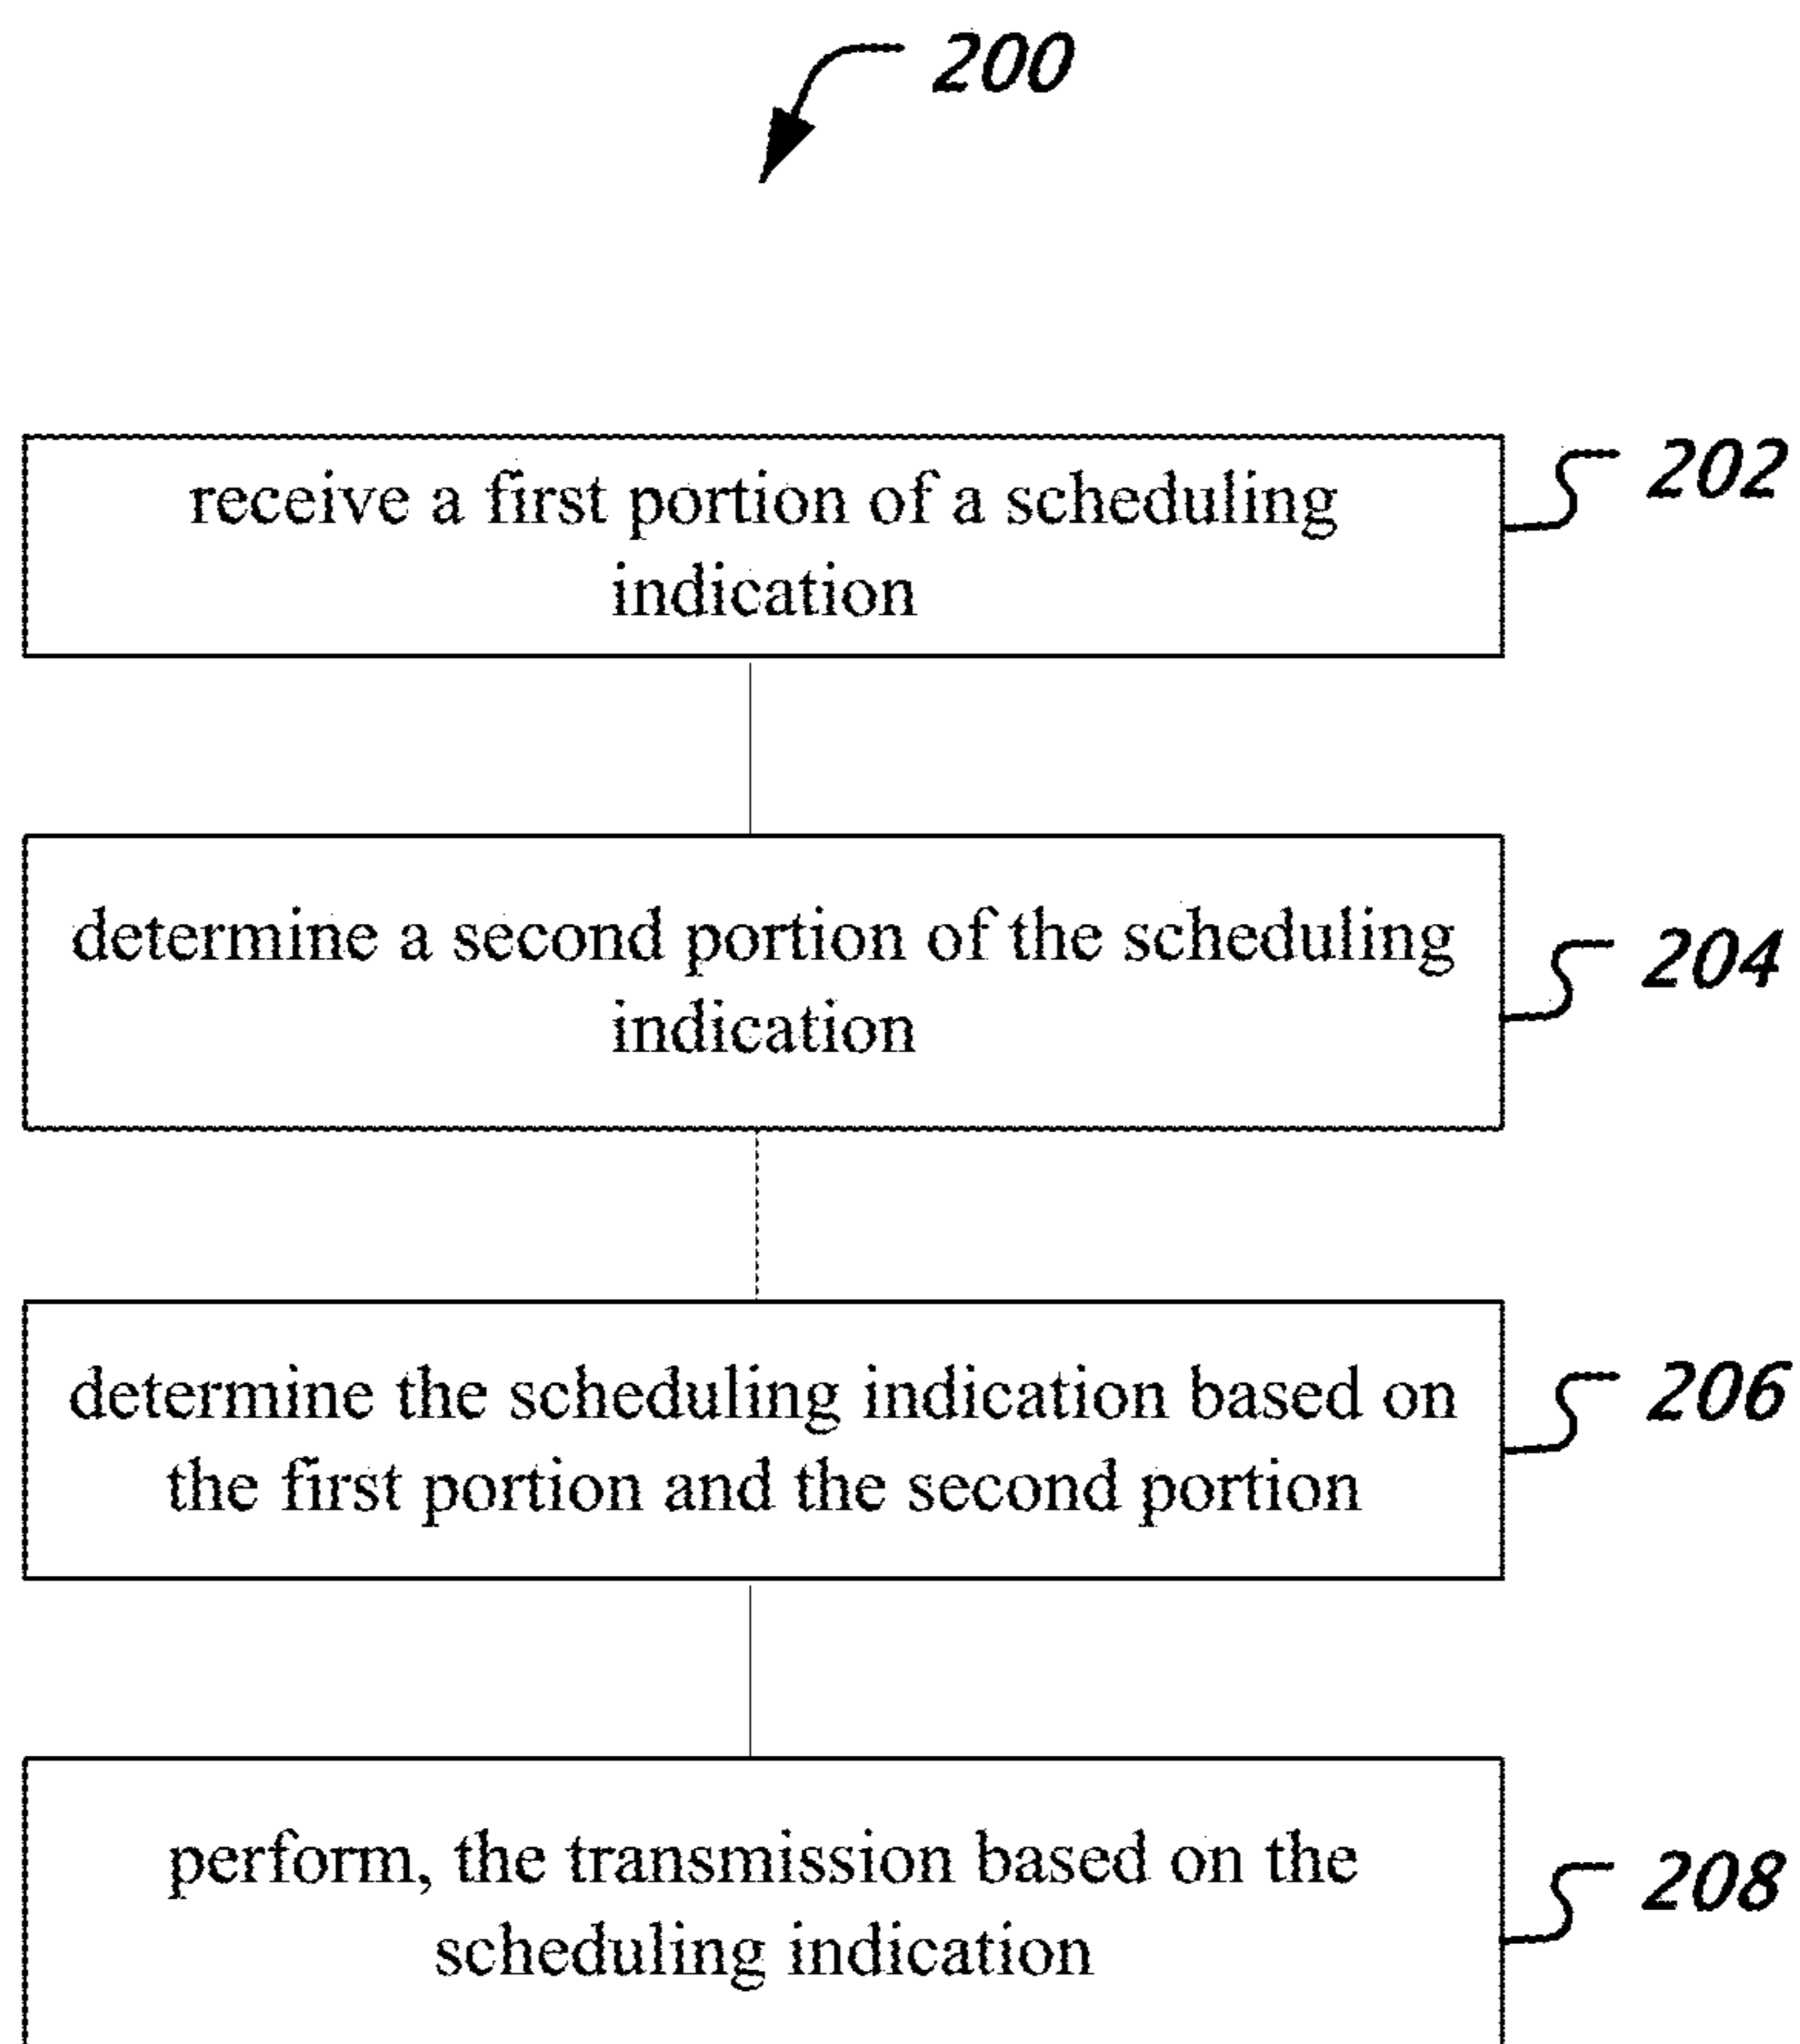 200
receive a first portion of a scheduling
indication
202
determine a second portion of the scheduling
indication
204
determine the scheduling indication based on
the first portion and the second portion
206
perform, the transmission based on the
scheduling indication
208